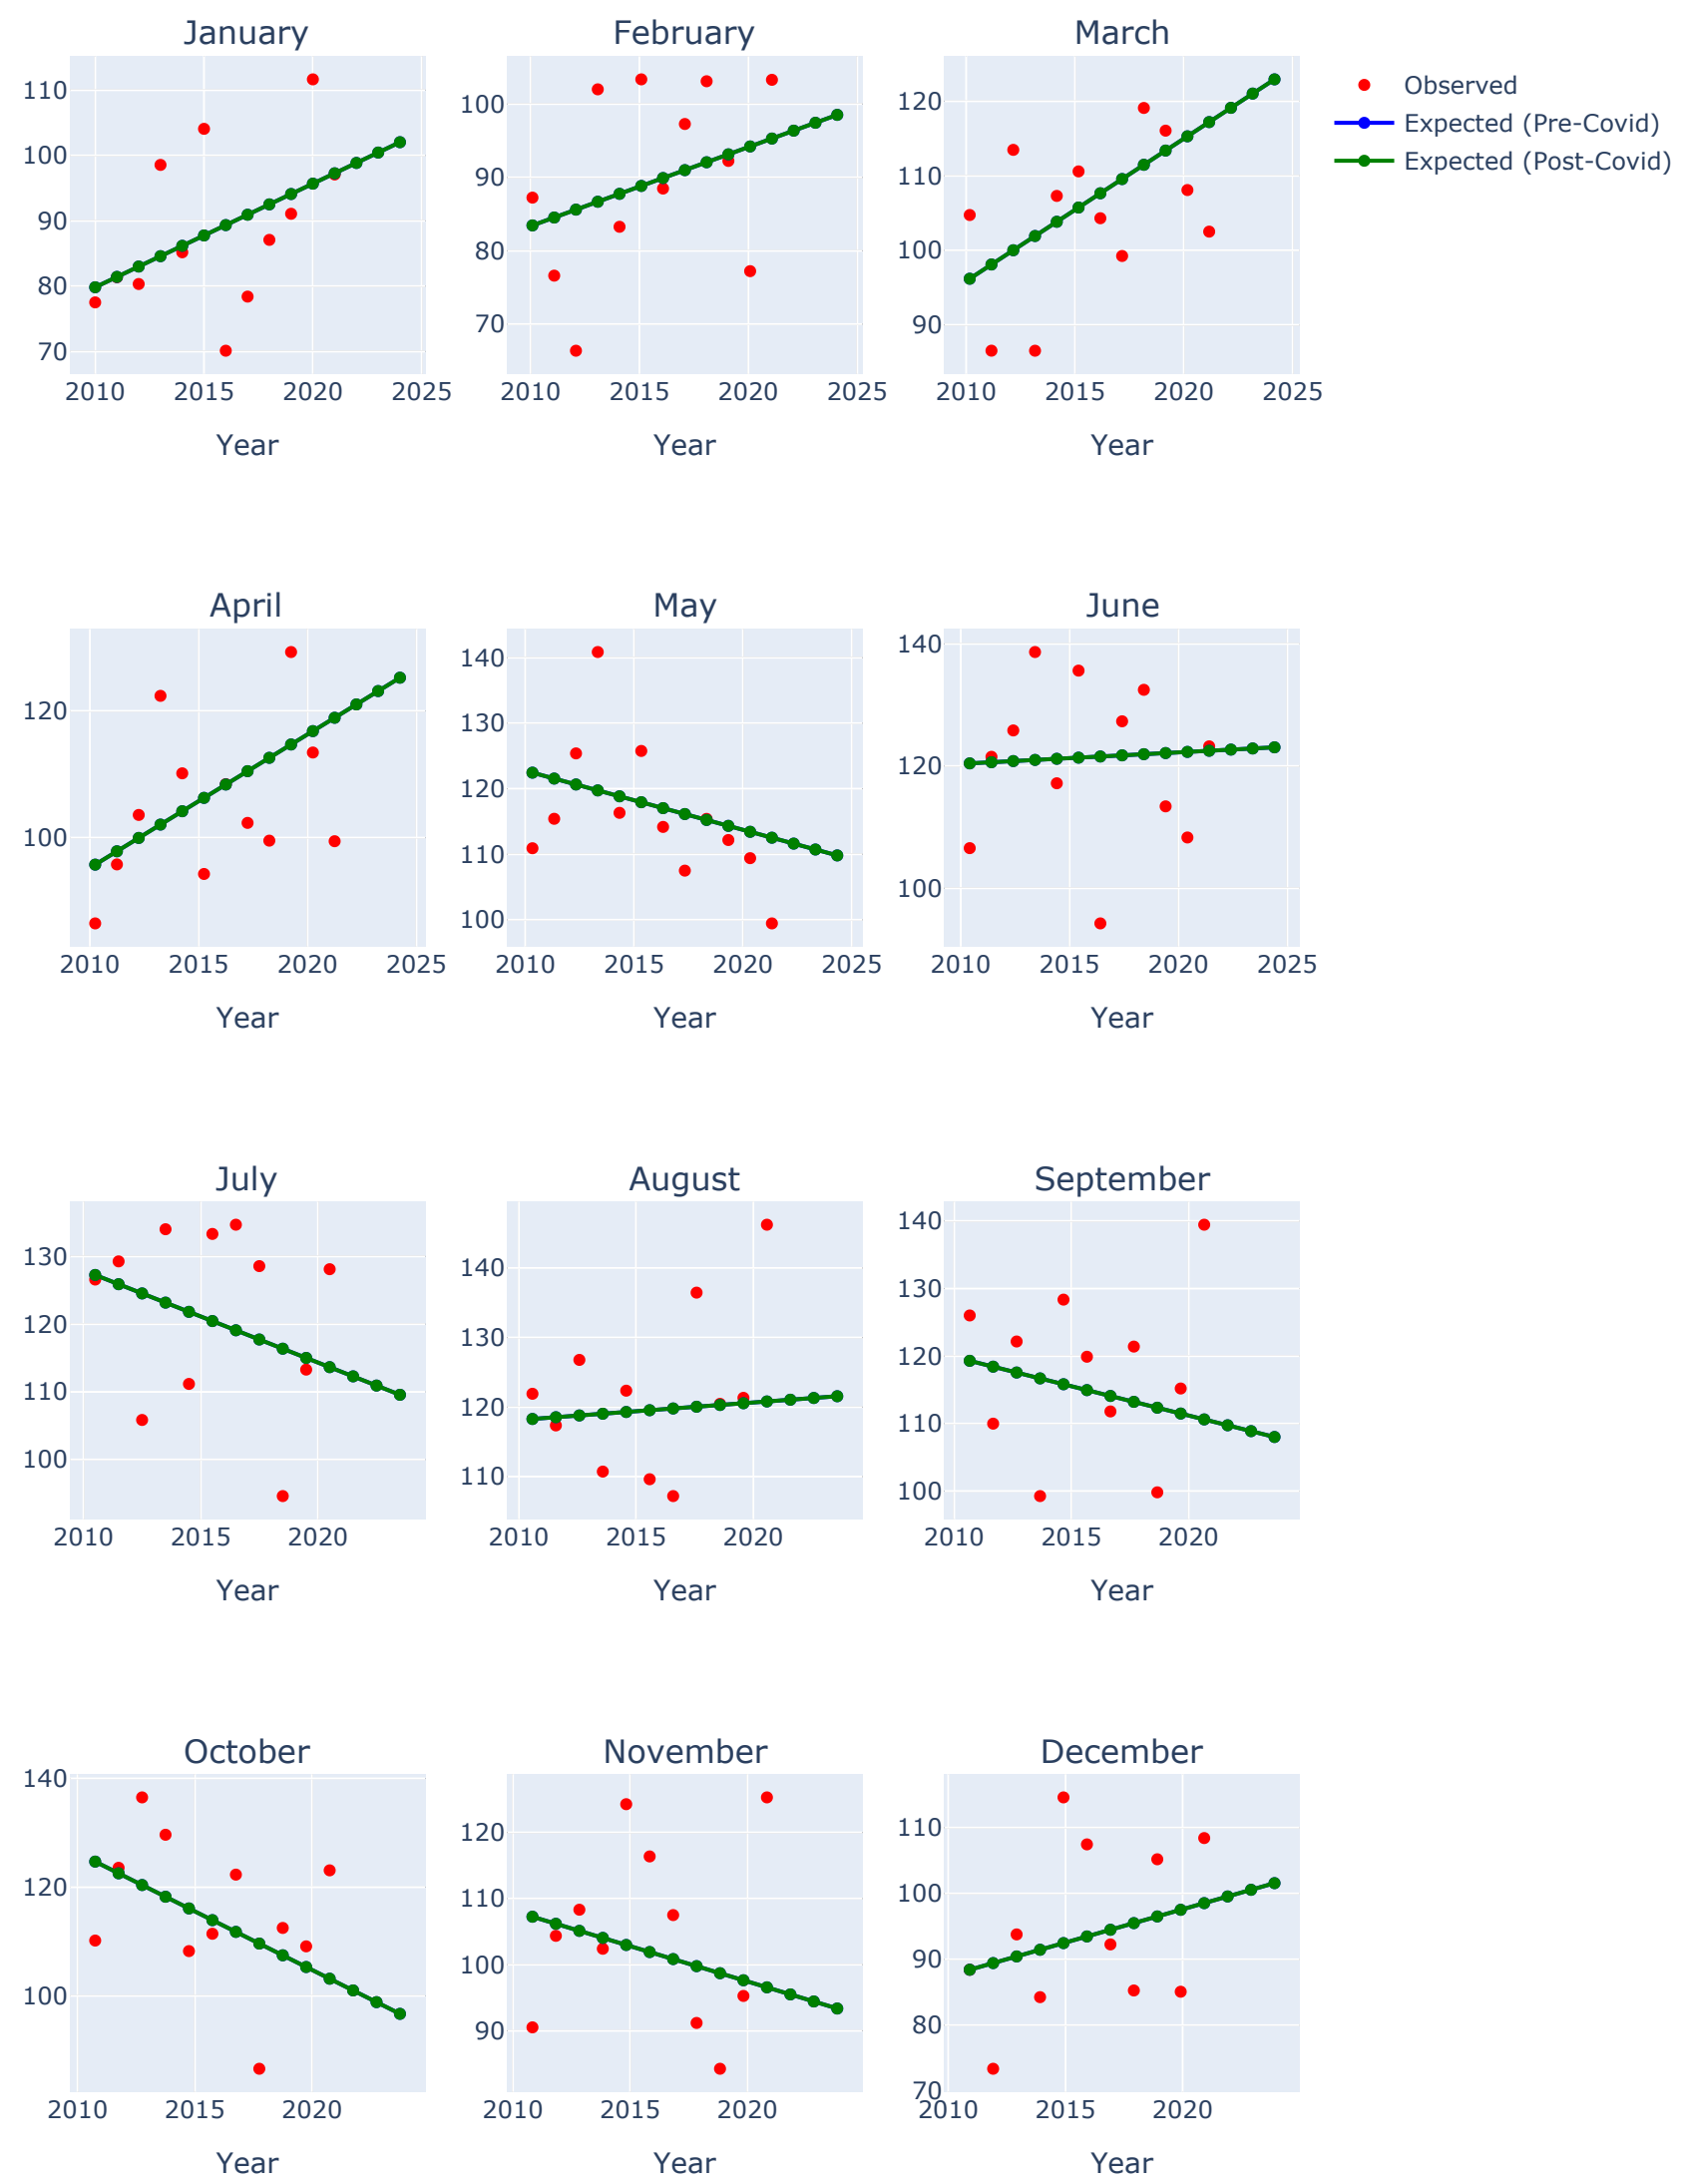 January
February
March
110
100
90
80
70
100
90
80
70
120
110
100
90
Observed
Expected (Pre-Covid)
Expected (Post-Covid)
2010 2015 2020 2025
2010 2015 2020 2025
2010 2015 2020 2025
Year
Year
Year
April
May
June
120
100
140
130
120
110
100
140
120
100
2010 2015 2020 2025
2010 2015 2020 2025
2010 2015 2020 2025
Year
Year
Year
July
August
September
130
120
110
100
140
130
120
110
140
130
120
110
100
2010 2015 2020
2010 2015 2020
2010 2015 2020
Year
Year
Year
October
November
December
140
120
100
120
110
100
90
110
100
90
80
70
2010 2015 2020
2010 2015 2020
2010 2015 2020
Year
Year
Year